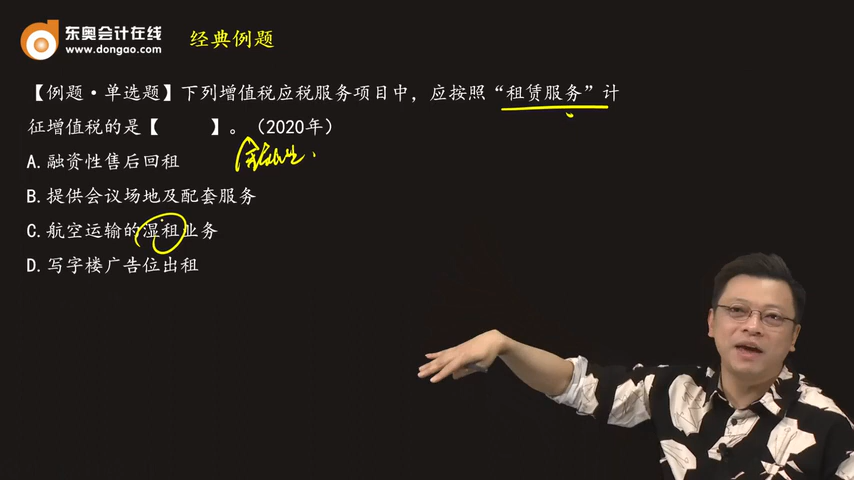 东奥会计在线
www.dongao.com
经典例题
【例题·单选题】下列增值税应税服务项目中，应按照“租赁服务”计
征增值税的是【 】。（2020年）
A.融资性售后回租
B.提供会议场地及配套服务
C.航空运输的湿租业务
D.写字楼广告位出租